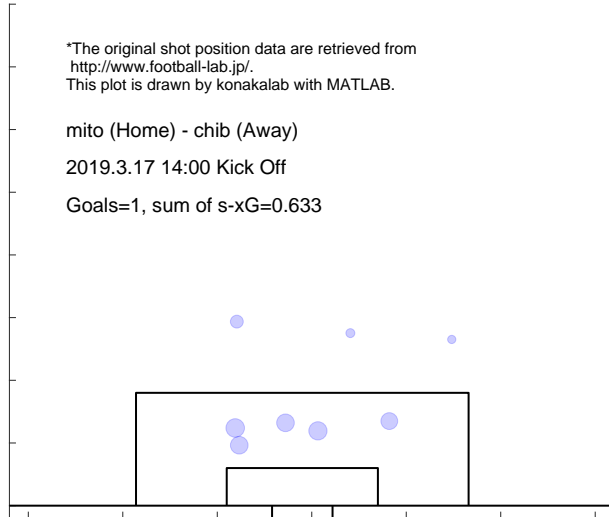 *The original shot position data are retrieved from
http://www.football-lab.jp/.
This plot is drawn by konakalab with MATLAB.
mito (Home) - chib (Away)
2019.3.17 14:00 Kick Off
Goals=1, sum of s-xG=0.633